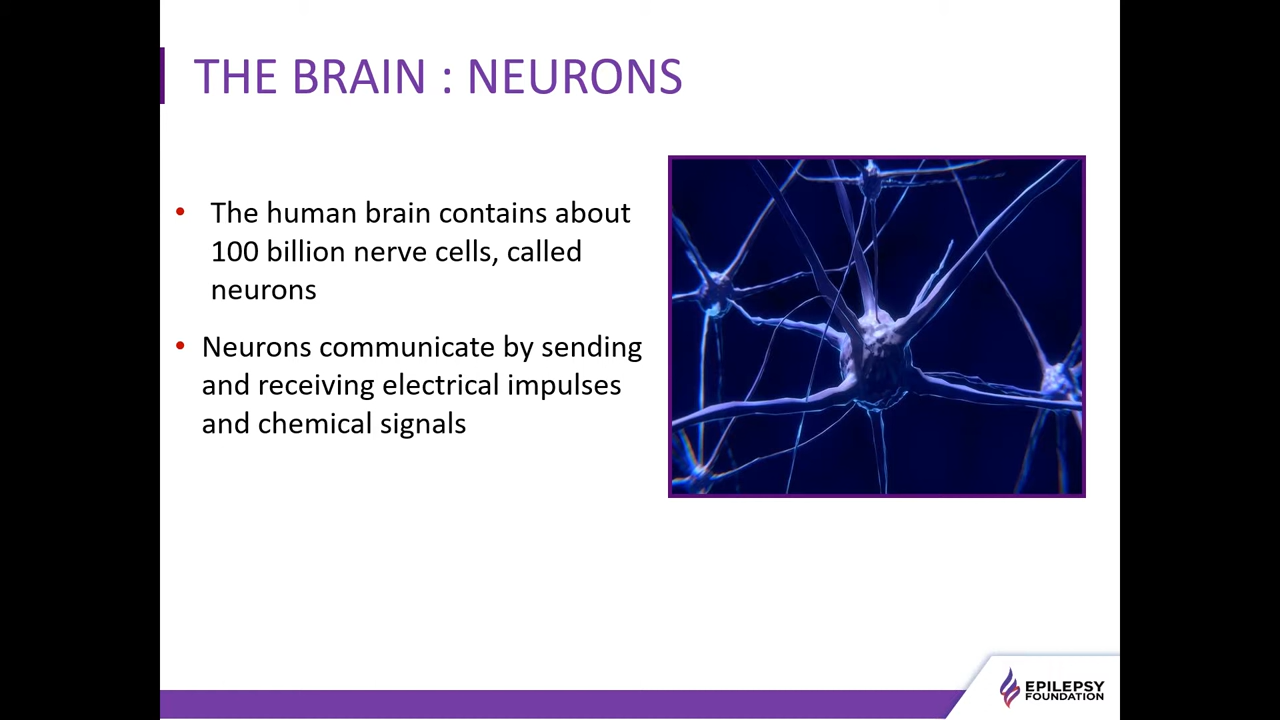 THE BRAIN : NEURONS
• The human brain contains about
100 billion nerve cells, called
neurons
• Neurons communicate by sending
and receiving electrical impulses
and chemical signals
EPILEPSY
FOUNDATION